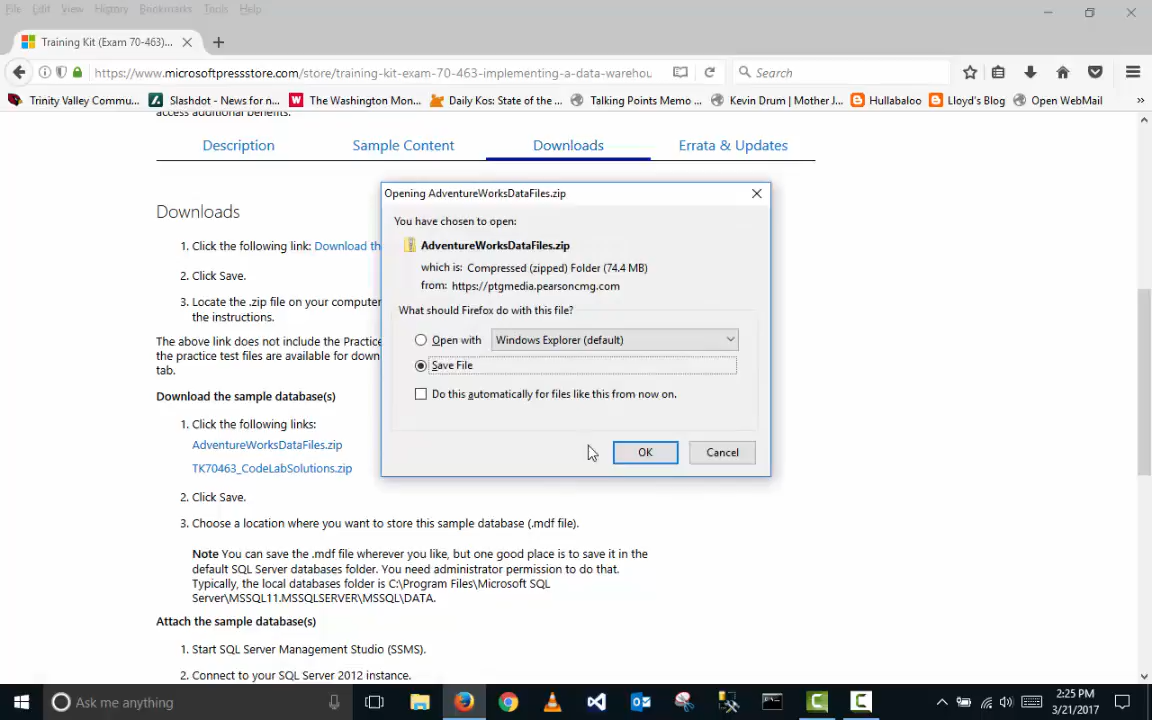 File Edit View History Bookmarks Tools Help
Training Kit (Exam 70-463)...
https://www.microsoftpressstore.com/store/training-kit-exam-70-463-implementing-a-data-warehou
Search
Trinity Valley Commu... Slashdot - News for n... The Washington Mon... Daily Kos: State of the ... Talking Points Memo ... Kevin Drum | Mother J... Hullabaloo Lloyd's Blog Open WebMail
access additional benefits.
Description Sample Content Downloads Errata & Updates
Downloads
1. Click the following link: Download th
2. Click Save.
3. Locate the .zip file on your computer
the instructions.
The above link does not include the Practice
the practice test files are available for down
tab.
Download the sample database(s)
1. Click the following links:
AdventureWorksDataFiles.zip
TK70463_CodeLabSolutions.zip
2. Click Save.
3. Choose a location where you want to store this sample database (.mdf file).
Note You can save the .mdf file wherever you like, but one good place is to save it in the
default SQL Server databases folder. You need administrator permission to do that.
Typically, the local databases folder is C:\Program Files\Microsoft SQL
Server\MSSQL11.MSSQLSERVER\MSSQL\DATA.
Attach the sample database(s)
1. Start SQL Server Management Studio (SSMS).
2. Connect to your SQL Server 2012 instance.
Opening AdventureWorksDataFiles.zip
You have chosen to open:
AdventureWorksDataFiles.zip
which is: Compressed (zipped) Folder (74.4 MB)
from: https://ptgmedia.pearsoncmg.com
What should Firefox do with this file?
Open with Windows Explorer (default)
Save File
Do this automatically for files like this from now on.
OK Cancel
Ask me anything
2:25 PM
3/21/2017